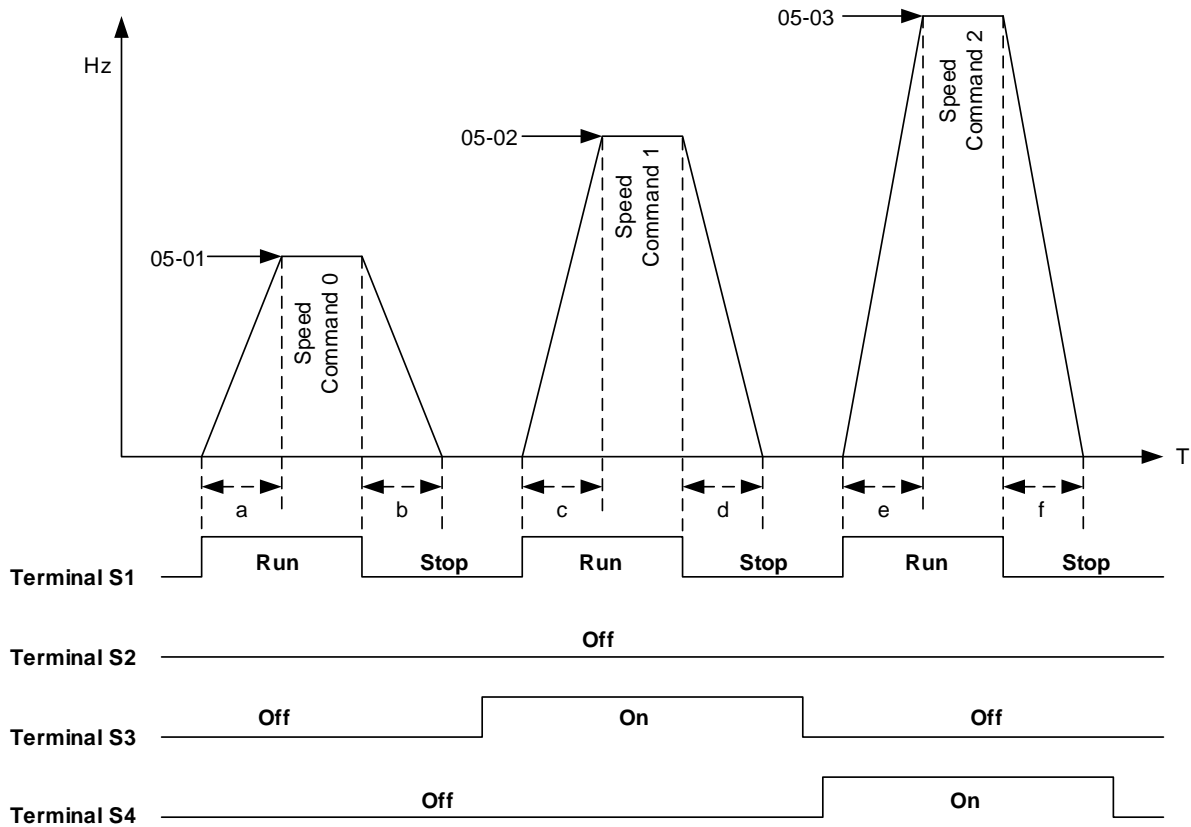 05-03
Hz
Speed
Command 2
05-02
Speed
Command 1
05-01
Speed
Command 0
T
a
b
c
d
e
f
Run
Stop
Run
Stop
Run
Stop
Terminal S1
Off
Terminal S2
Off
On
Off
Terminal S3
Off
On
Terminal S4